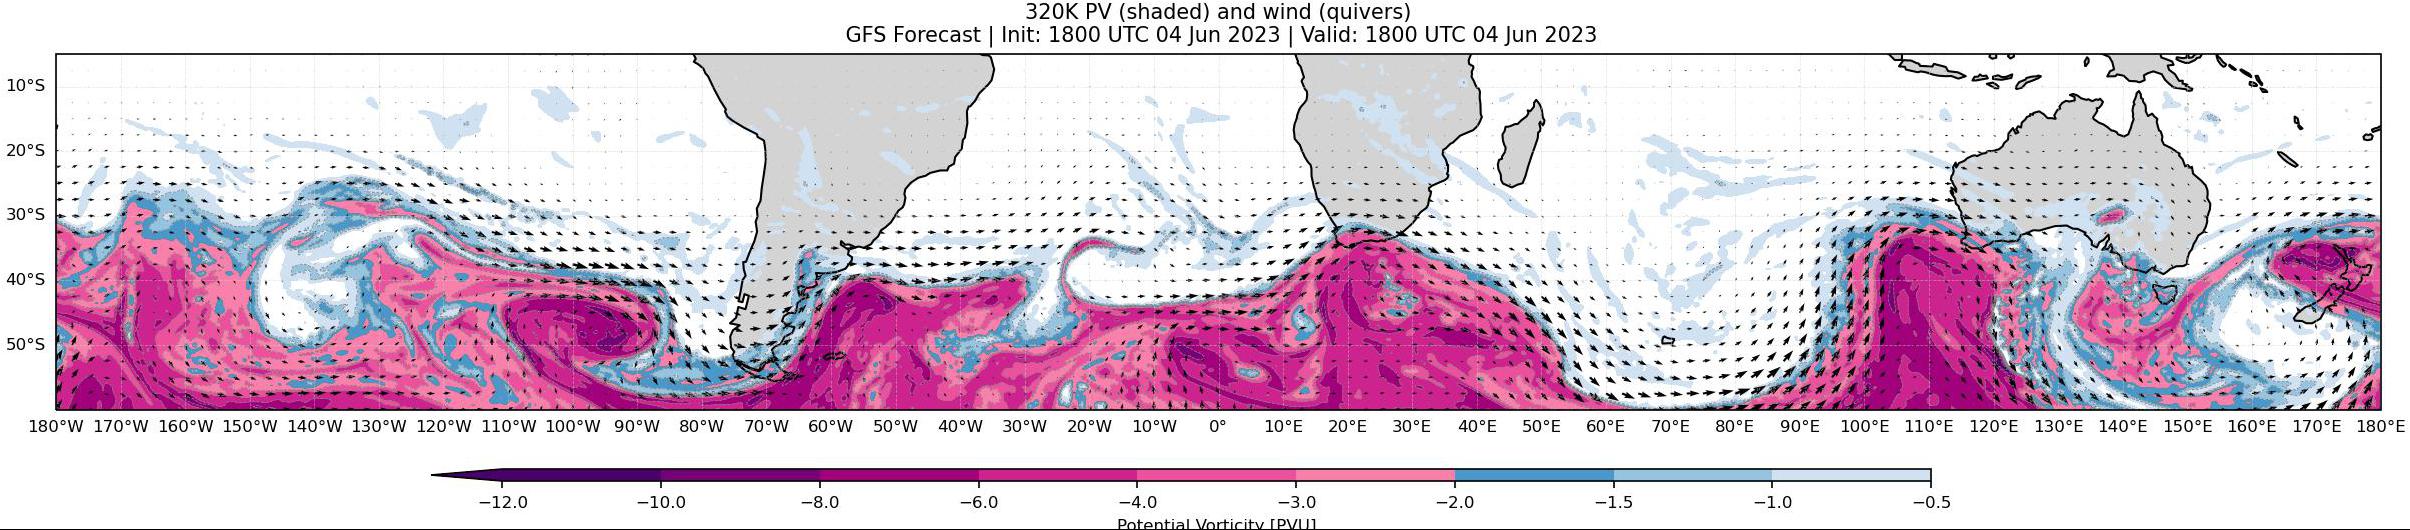 320K PV (shaded) and wind (quivers)
GFS Forecast | Init: 1800 UTC 04 Jun 2023 | Valid: 1800 UTC 04 Jun 2023
10°S
20°S
30°S
40°S
50°S
180°W 170°W 160°W 150°W 140°W 130°W 120°W 110°W 100°W 90°W 80°W 70°W 60°W 50°W 40°W 30°W 20°W 10°W 0° 10°E 20°E 30°E 40°E 50°E 60°E 70°E 80°E 90°E 100°E 110°E 120°E 130°E 140°E 150°E 160°E 170°E 180°E
−12.0 −10.0 −8.0 −6.0 −4.0 −3.0 −2.0 −1.5 −1.0 −0.5
Potential Vorticity [PVU]